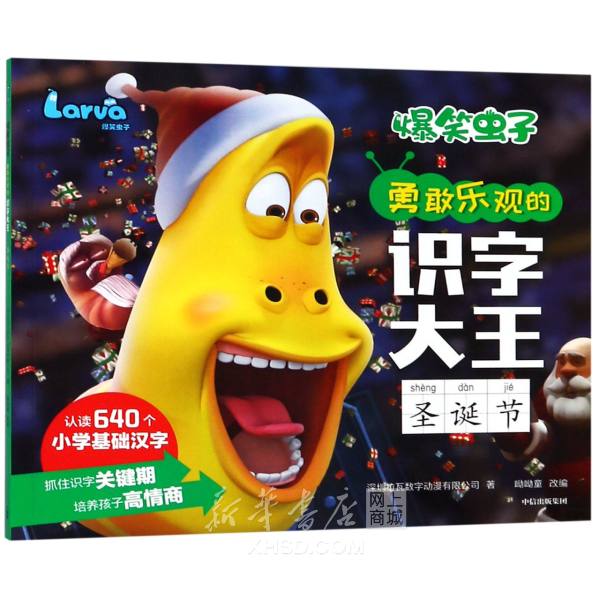 Larva
爆笑虫子
爆笑虫子
勇敢乐观的
识字
大王
shèng dàn jié
圣诞节
认读640个
小学基础汉字
抓住识字关键期
培养孩子高情商
深圳拉瓦数字动漫有限公司 著
呦呦童 改编
中信出版集团
新华书店
网上
商城
XHSD.COM